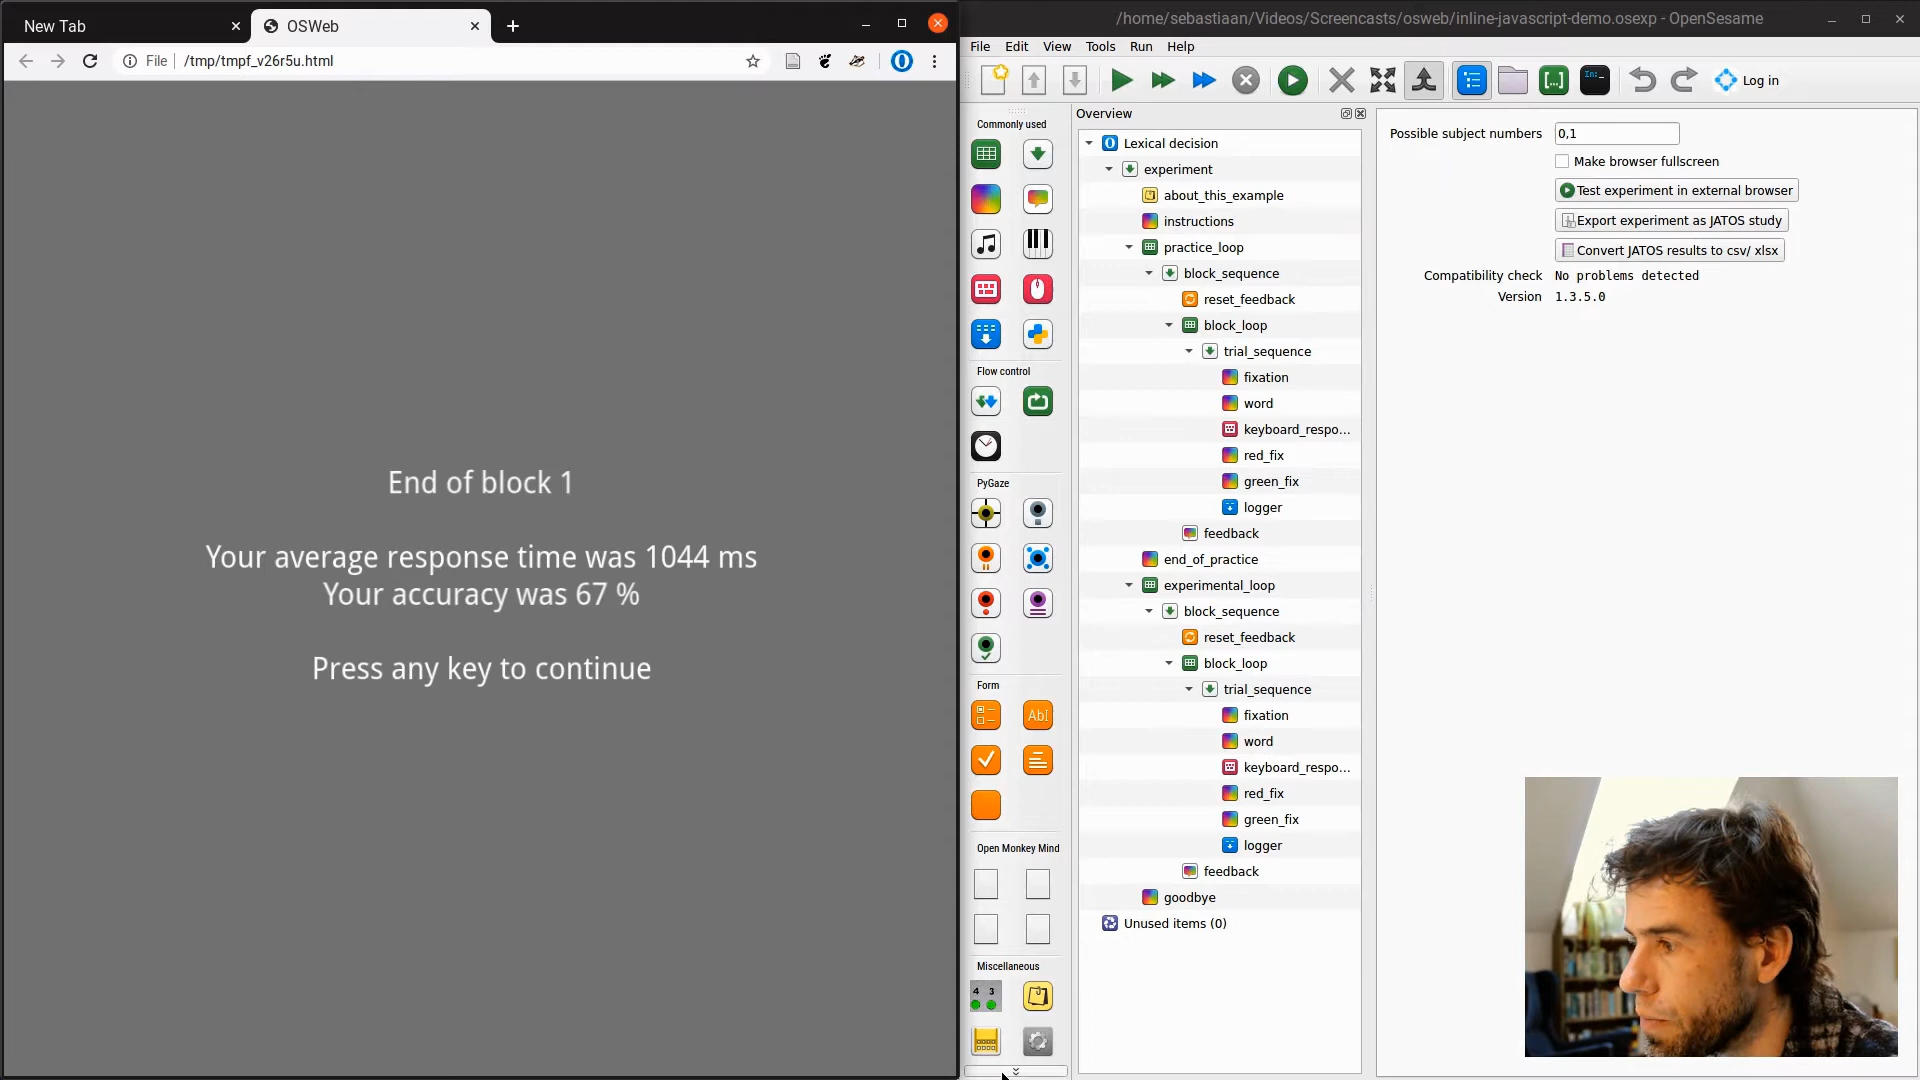 New Tab
OSWeb
File
/tmp/tmpf_v26r5u.html
End of block 1
Your average response time was 1044 ms
Your accuracy was 67 %
Press any key to continue
/home/sebastiaan/Videos/Screencasts/osweb/inline-javascript-demo.osexp - OpenSesame
File Edit View Tools Run Help
Log in
Commonly used
Flow control
PyGaze
Form
Abi
Open Monkey Mind
Miscellaneous
4 3
Overview
Lexical decision
experiment
about_this_example
instructions
practice_loop
block_sequence
reset_feedback
block_loop
trial_sequence
fixation
word
keyboard_respo...
red_fix
green_fix
logger
feedback
end_of_practice
experimental_loop
block_sequence
reset_feedback
block_loop
trial_sequence
fixation
word
keyboard_respo...
red_fix
green_fix
logger
feedback
goodbye
Unused items (0)
Possible subject numbers 0,1
Make browser fullscreen
Test experiment in external browser
Export experiment as JATOS study
Convert JATOS results to csv/ xlsx
Compatibility check No problems detected
Version 1.3.5.0